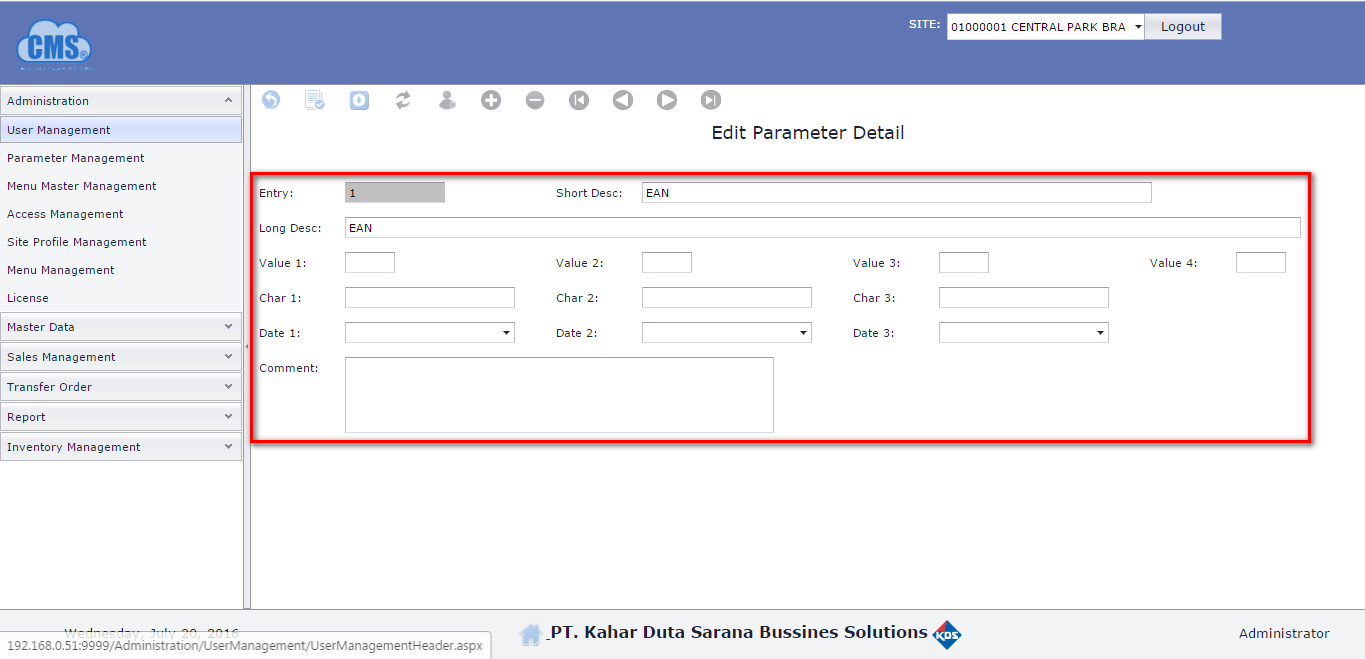 CMS
SITE: 01000001 CENTRAL PARK BRA Logout
Administration
User Management
Parameter Management
Menu Master Management
Access Management
Site Profile Management
Menu Management
License
Master Data
Sales Management
Transfer Order
Report
Inventory Management
Edit Parameter Detail
Entry: 1 Short Desc: EAN
Long Desc: EAN
Value 1: Value 2: Value 3: Value 4:
Char 1: Char 2: Char 3:
Date 1: Date 2: Date 3:
Comment:
Wednesday, July 20, 2016
192.168.0.51:9999/Administration/UserManagement/UserManagementHeader.aspx
PT. Kahar Duta Sarana Bussines Solutions KDS
Administrator